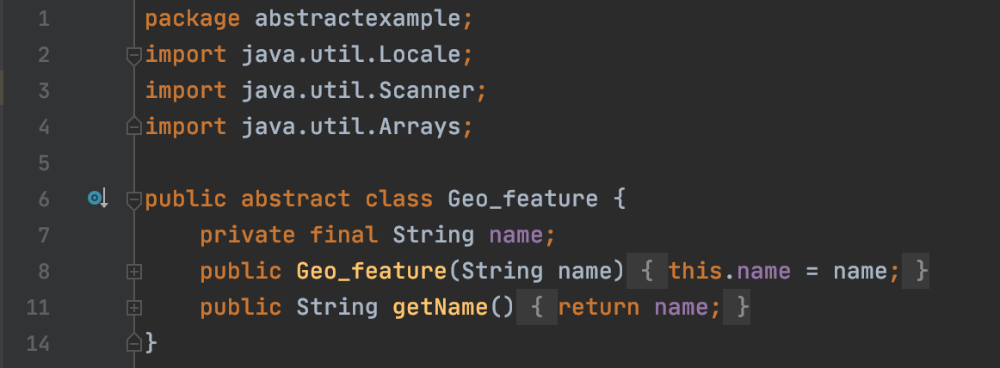 1 package abstractexample;
2 import java.util.Locale;
3 import java.util.Scanner;
4 import java.util.Arrays;
5
6 public abstract class Geo_feature {
7 private final String name;
8 public Geo_feature(String name) { this.name = name; }
11 public String getName() { return name; }
14 }